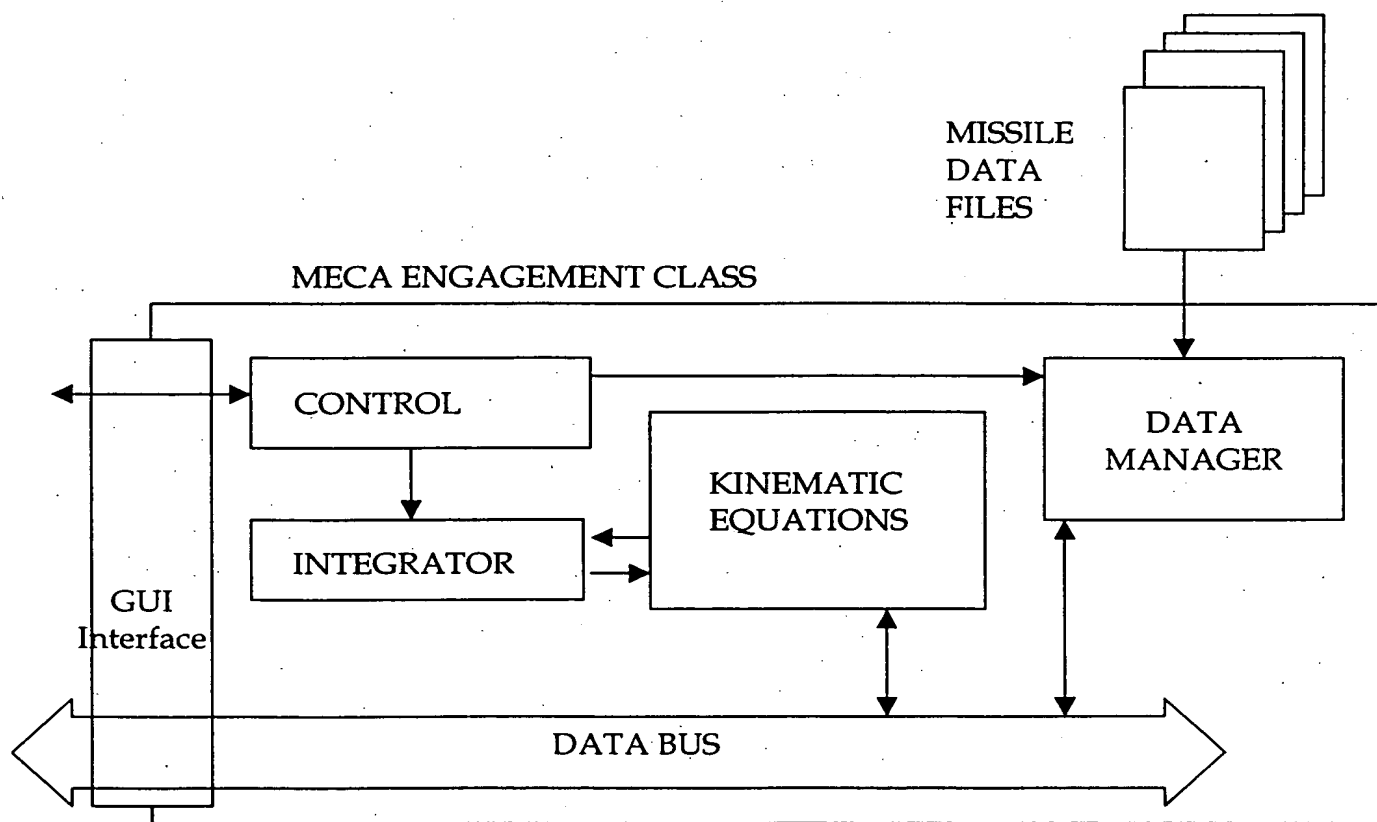 MISSILE
DATA
FILES
MECA ENGAGEMENT CLASS
CONTROL
DATA
MANAGER
KINEMATIC
EQUATIONS
INTEGRATOR
GUI
Interface
DATA BUS